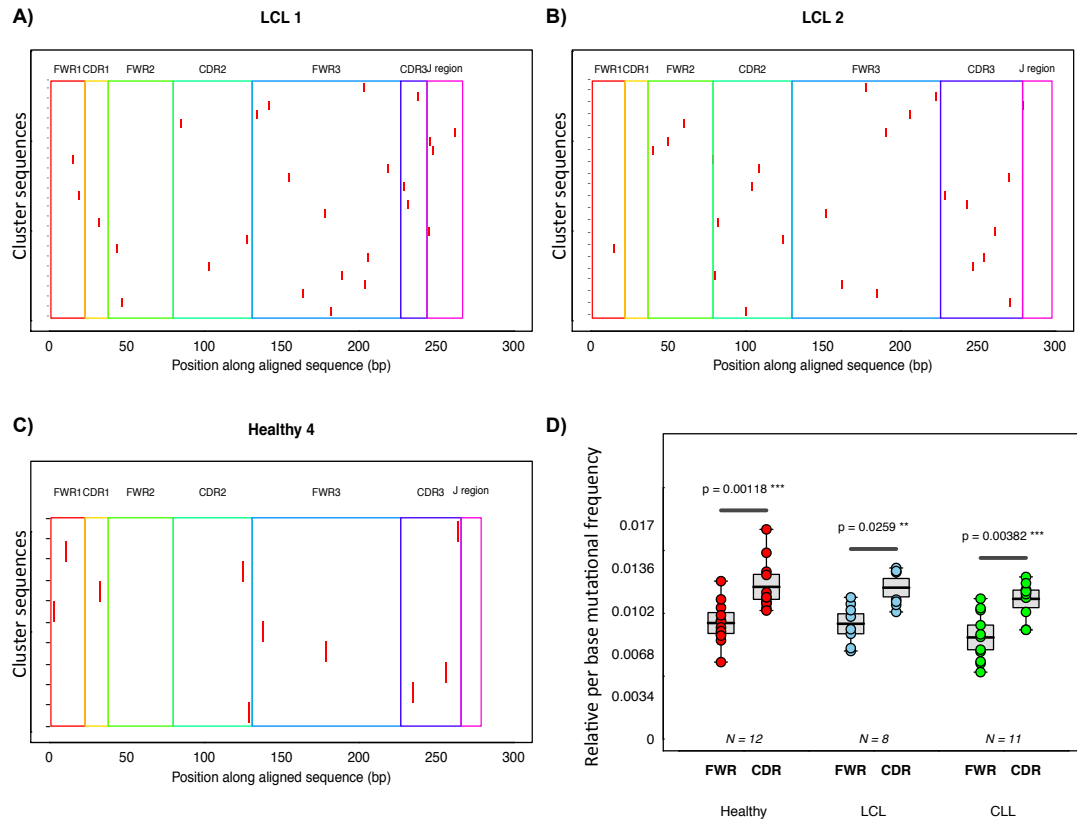 A)
LCL 1
FWR1 CDR1 FWR2 CDR2 FWR3 CDR3 J region
Cluster sequences
0 50 100 150 200 250 300
Position along aligned sequence (bp)
B)
LCL 2
FWR1 CDR1 FWR2 CDR2 FWR3 CDR3 J region
Cluster sequences
0 50 100 150 200 250 300
Position along aligned sequence (bp)
C)
Healthy 4
FWR1 CDR1 FWR2 CDR2 FWR3 CDR3 J region
Cluster sequences
0 50 100 150 200 250 300
Position along aligned sequence (bp)
D)
Relative per base mutational frequency
0.017
0.0136
0.0102
0.0068
0.0034
0
p = 0.00118 ***
p = 0.0259 **
p = 0.00382 ***
N = 12 N = 8 N = 11
FWR CDR FWR CDR FWR CDR
Healthy LCL CLL